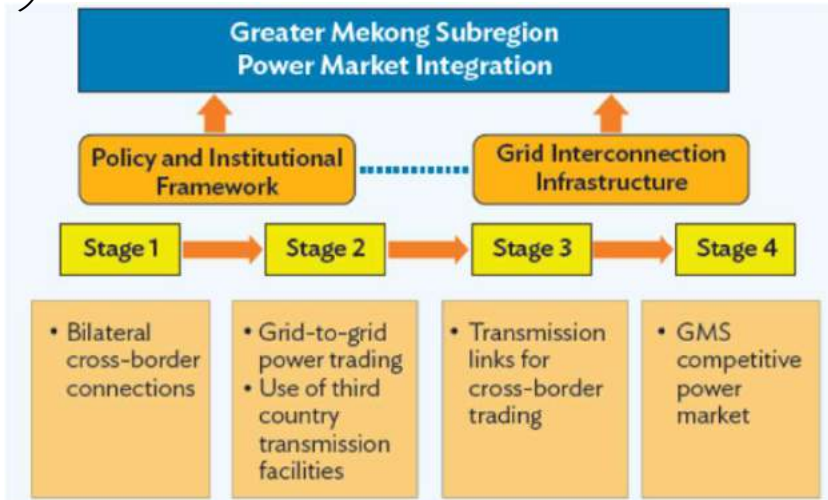 Greater Mekong Subregion
Power Market Integration
Policy and Institutional
Framework
Grid Interconnection
Infrastructure
Stage 1
Stage 2
Stage 3
Stage 4
• Bilateral
cross-border
connections
• Grid-to-grid
power trading
• Use of third
country
transmission
facilities
• Transmission
links for
cross-border
trading
• GMS
competitive
power
market